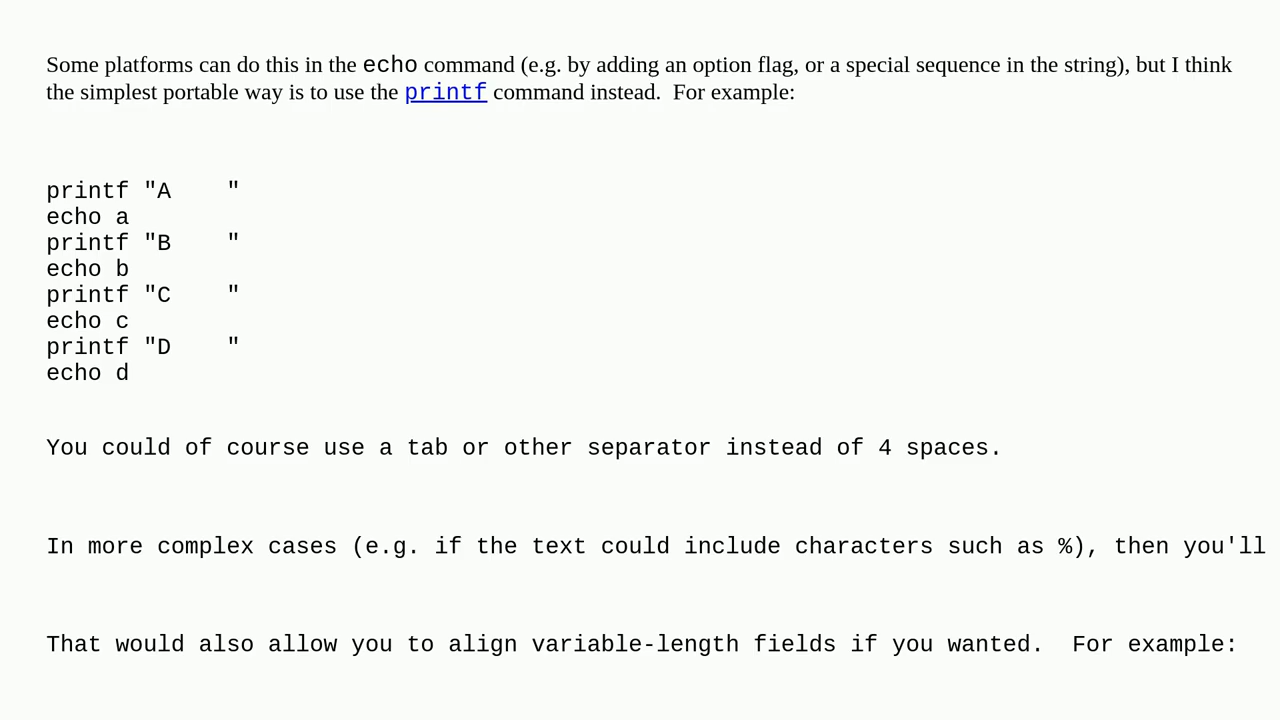 Some platforms can do this in the echo command (e.g. by adding an option flag, or a special sequence in the string), but I think
the simplest portable way is to use the printf command instead.  For example:
printf "A    "
echo a
printf "B    "
echo b
printf "C    "
echo c
printf "D    "
echo d
You could of course use a tab or other separator instead of 4 spaces.
In more complex cases (e.g. if the text could include characters such as %), then you'll
That would also allow you to align variable-length fields if you wanted.  For example: